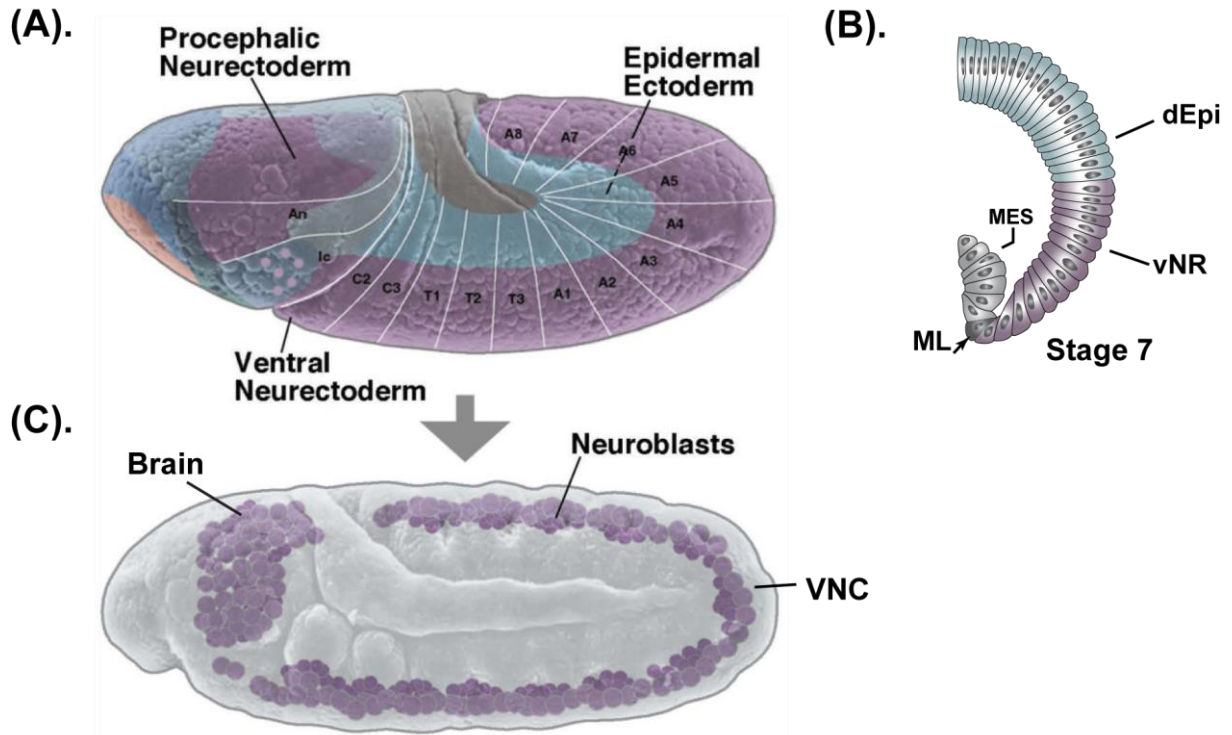 (A).
Procephalic
Neurectoderm
Epidermal
Ectoderm
A8
A7
A6
A5
A4
A3
A2
A1
T3
T2
T1
C3
C2
Ic
An
Ventral
Neurectoderm
(B).
dEpi
MES
vNR
ML
Stage 7
(C).
Brain
Neuroblasts
VNC